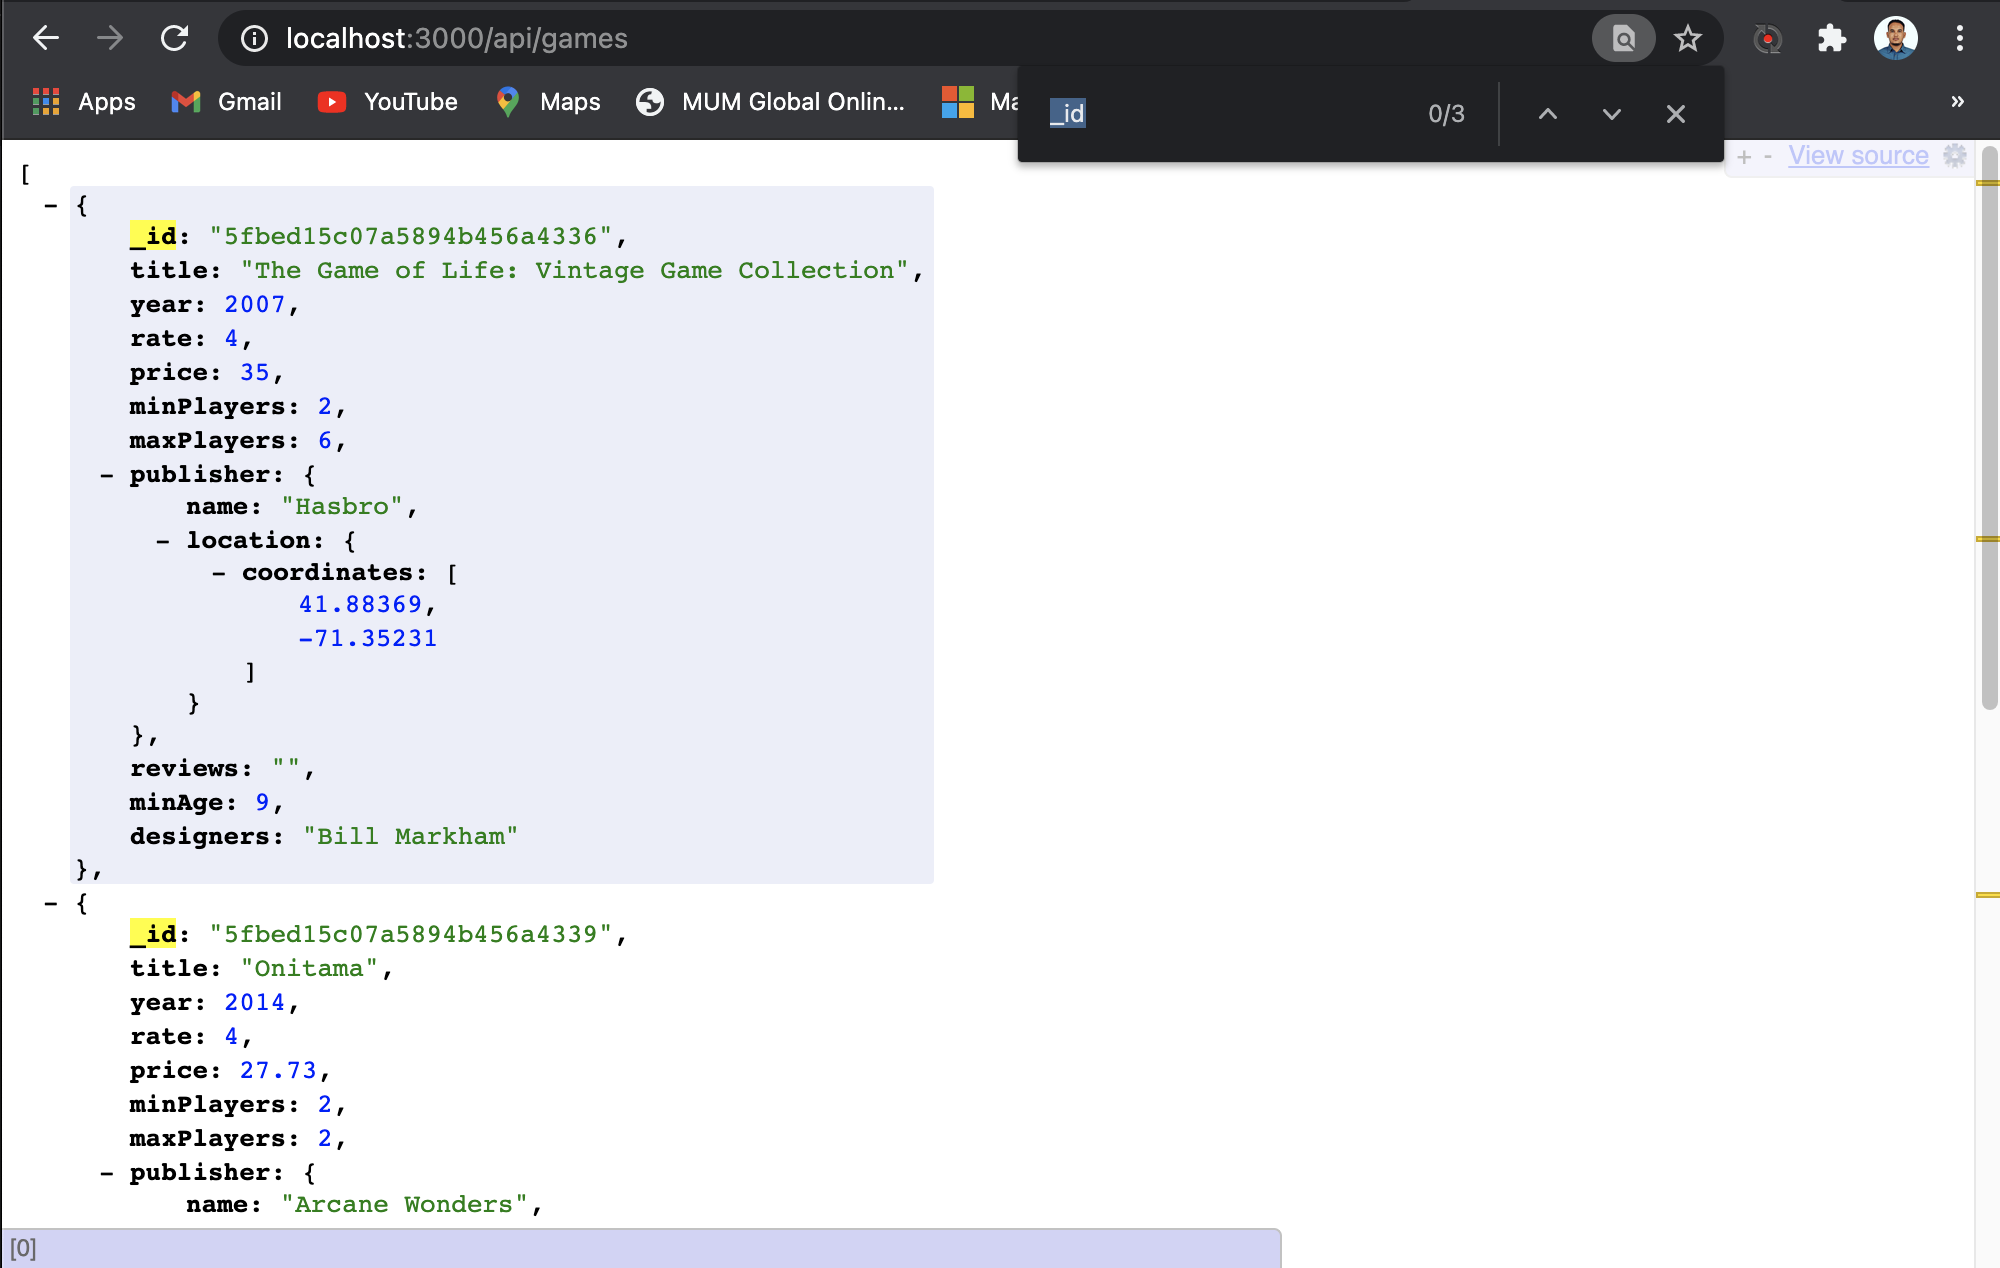 localhost:3000/api/games
Apps Gmail YouTube Maps MUM Global Onlin... Ma »
_id 0/3
+ - View source
[
- {
_id: "5fbed15c07a5894b456a4336",
title: "The Game of Life: Vintage Game Collection",
year: 2007,
rate: 4,
price: 35,
minPlayers: 2,
maxPlayers: 6,
- publisher: {
name: "Hasbro",
- location: {
- coordinates: [
41.88369,
-71.35231
]
}
},
reviews: "",
minAge: 9,
designers: "Bill Markham"
},
- {
_id: "5fbed15c07a5894b456a4339",
title: "Onitama",
year: 2014,
rate: 4,
price: 27.73,
minPlayers: 2,
maxPlayers: 2,
- publisher: {
name: "Arcane Wonders",
[0]